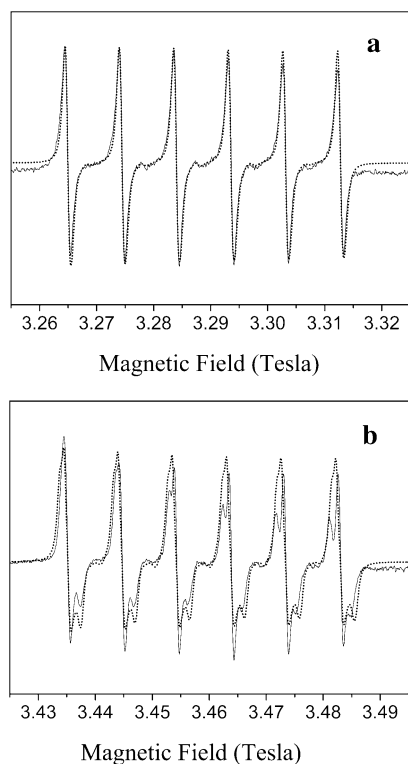 a
3.26 3.27 3.28 3.29 3.30 3.31 3.32
Magnetic Field (Tesla)
b
3.43 3.44 3.45 3.46 3.47 3.48 3.49
Magnetic Field (Tesla)